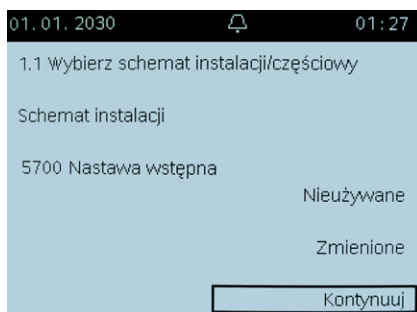 01.01.2030 01:27
1.1 Wybierz schemat instalacji/częściowy
Schemat instalacji
5700 Nastawa wstępna
Nieużywane
Zmienione
Kontynuuj